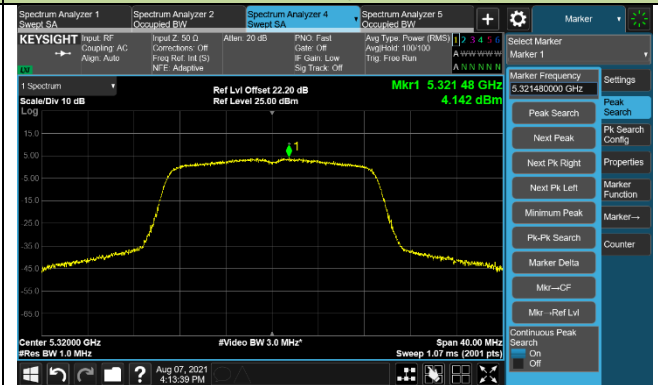 Spectrum Analyzer 1
Swept SA
Spectrum Analyzer 2
Occupied BW
Spectrum Analyzer 4
Swept SA
Spectrum Analyzer 5
Occupied BW
+
Marker
KEYSIGHT
Input: RF
Coupling: AC
Align: Auto
Input Z: 50 Ω
Corrections: Off
Freq Ref: Int (S)
NFE: Adaptive
Atten: 20 dB
PNO: Fast
Gate: Off
IF Gain: Low
Sig Track: Off
Avg Type: Power (RMS)
Avg|Hold: 100/100
Trig: Free Run
1 2 3 4 5 6
A W W W W W
A N N N N N
LV
Select Marker
Marker 1
1 Spectrum
Scale/Div 10 dB
Log
Ref Lvl Offset 22.20 dB
Ref Level 25.00 dBm
Mkr1 5.321 48 GHz
4.142 dBm
15.0
5.00
-5.00
-15.0
-25.0
-35.0
-45.0
-55.0
-65.0
1
Center 5.32000 GHz
#Res BW 1.0 MHz
#Video BW 3.0 MHz*
Span 40.00 MHz
Sweep 1.07 ms (2001 pts)
Marker Frequency
5.321480000 GHz
Peak Search
Next Peak
Next Pk Right
Next Pk Left
Minimum Peak
Pk-Pk Search
Marker Delta
Mkr→CF
Mkr→Ref Lvl
Continuous Peak
Search
On
Off
Settings
Peak
Search
Pk Search
Config
Properties
Marker
Function
Marker→
Counter
?
Aug 07, 2021
4:13:39 PM